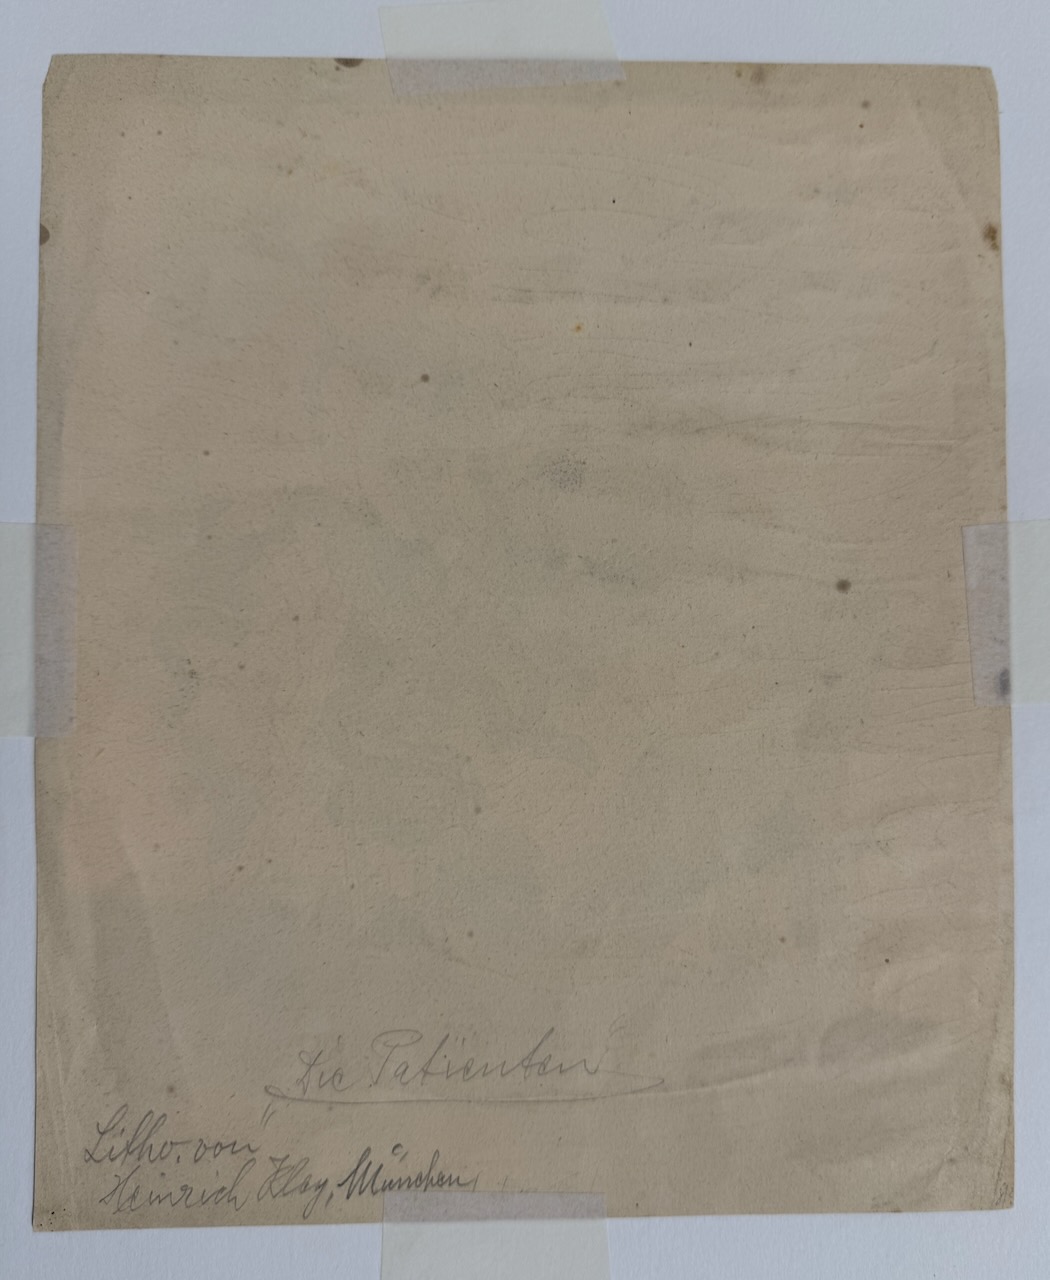 „Die Patienten“
Litho. von
Heinrich Kley, München